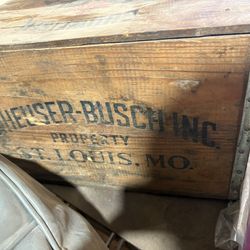 HEUSER-BUSCH INC.
PROPERTY
ST. LOUIS, MO.